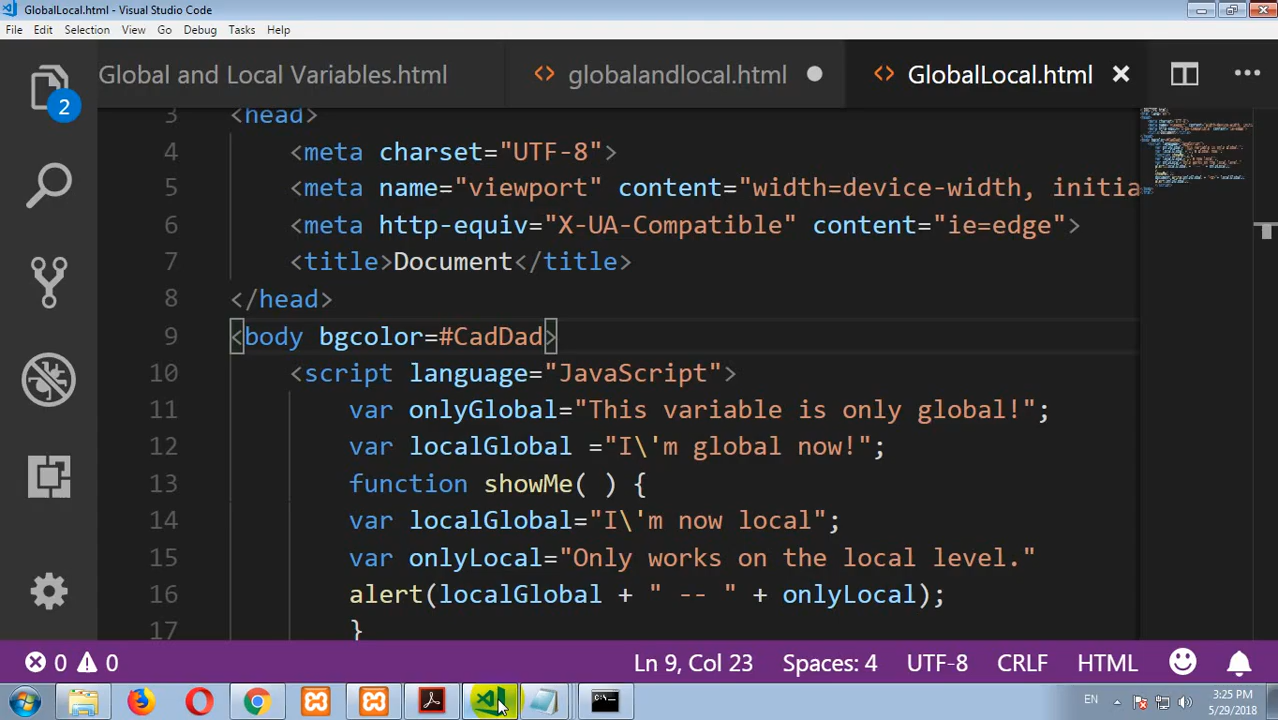 GlobalLocal.html - Visual Studio Code
File Edit Selection View Go Debug Tasks Help
Global and Local Variables.html globalandlocal.html GlobalLocal.html
2
3 <head>
4 <meta charset="UTF-8">
5 <meta name="viewport" content="width=device-width, initia
6 <meta http-equiv="X-UA-Compatible" content="ie=edge">
7 <title>Document</title>
8 </head>
9 <body bgcolor=#CadDad>
10 <script language="JavaScript">
11 var onlyGlobal="This variable is only global!";
12 var localGlobal ="I\'m global now!";
13 function showMe( ) {
14 var localGlobal="I\'m now local";
15 var onlyLocal="Only works on the local level."
16 alert(localGlobal + " -- " + onlyLocal);
17 }
0 0 Ln 9, Col 23 Spaces: 4 UTF-8 CRLF HTML
EN 3:25 PM
5/29/2018